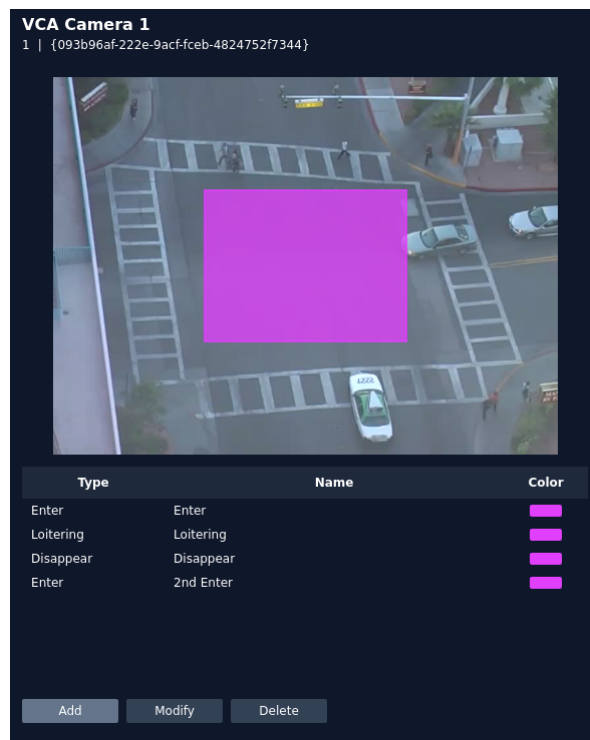 VCA Camera 1
1 | {093b96af-222e-9acf-fceb-4824752f7344}
2227
Type Name Color
Enter Enter
Loitering Loitering
Disappear Disappear
Enter 2nd Enter
Add Modify Delete